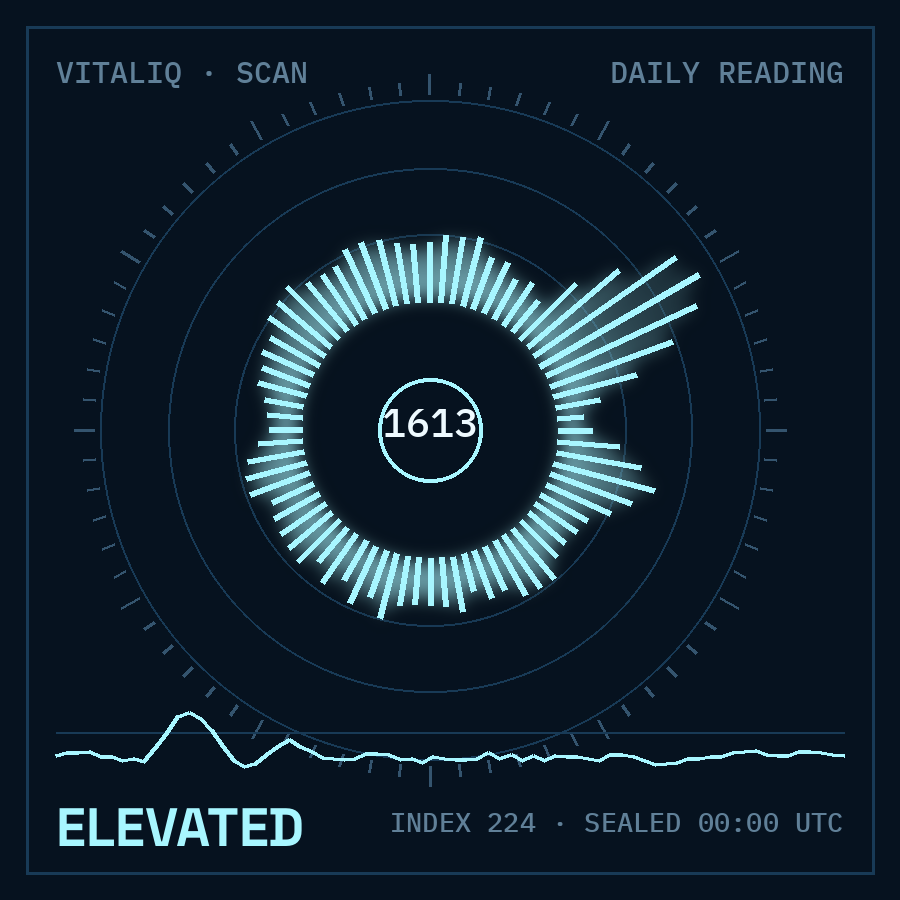 VITALIQ · SCAN
DAILY READING
1613
ELEVATED
INDEX 224 · SEALED 00:00 UTC